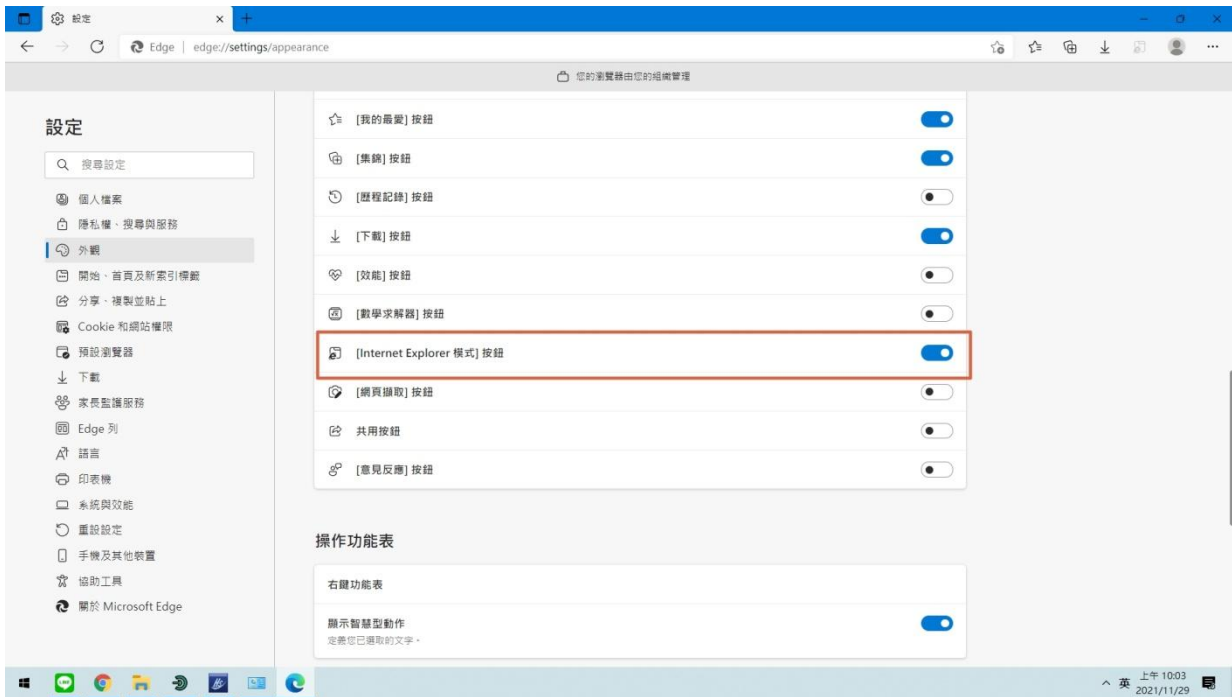 設定
Edge | edge://settings/appearance
您的瀏覽器由您的組織管理
設定
搜尋設定
個人檔案
隱私權、搜尋與服務
外觀
開始、首頁及新索引標籤
分享、複製並貼上
Cookie 和網站權限
預設瀏覽器
下載
家長監護服務
Edge 列
語言
印表機
系統與效能
重設設定
手機及其他裝置
協助工具
關於 Microsoft Edge
[我的最愛] 按鈕
[集錦] 按鈕
[歷程記錄] 按鈕
[下載] 按鈕
[效能] 按鈕
[數學求解器] 按鈕
[Internet Explorer 模式] 按鈕
[網頁擷取] 按鈕
共用按鈕
[意見反應] 按鈕
操作功能表
右鍵功能表
顯示智慧型動作
定義您已選取的文字。
英
上午 10:03
2021/11/29